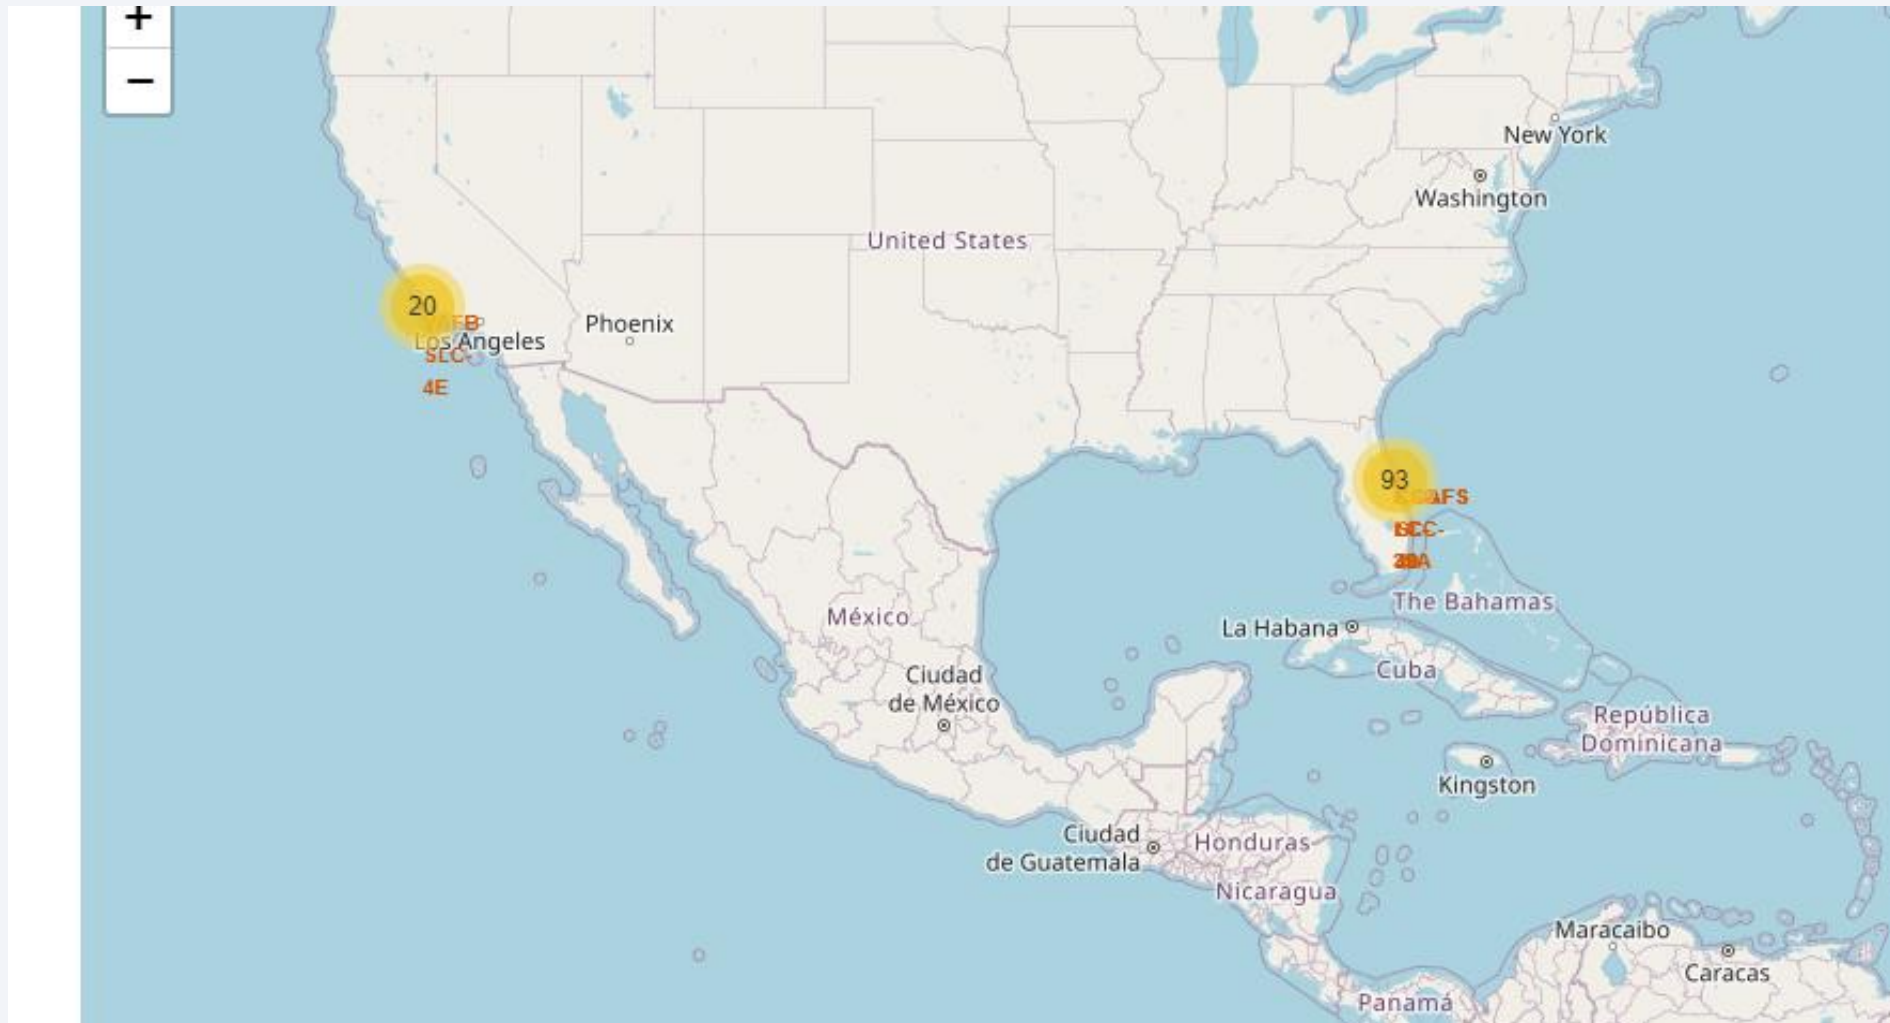 +
−
New York
Washington
United States
20
Phoenix
Los Angeles
SLC-
4E
93
The Bahamas
La Habana
México
Cuba
Ciudad
de México
República
Dominicana
Kingston
Ciudad
de Guatemala
Honduras
Nicaragua
Maracaibo
Caracas
Panamá